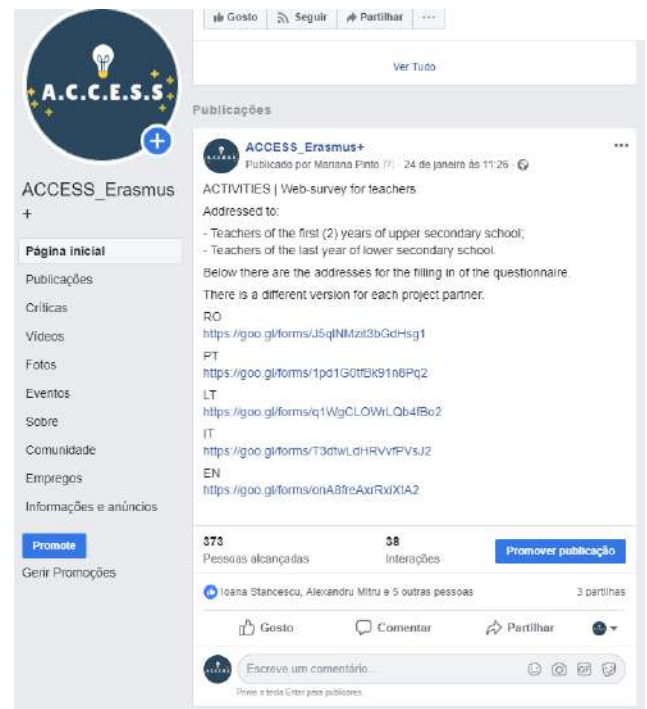 Gosto Seguir Partilhar ...
Ver Tudo
A.C.C.E.S.S
ACCESS_Erasmus
+
Página inicial
Publicações
Críticas
Vídeos
Fotos
Eventos
Sobre
Comunidade
Empregos
Informações e anúncios
Promote
Gerir Promoções
Publicações
ACCESS_Erasmus+
Publicado por Mariana Pinto [?] · 24 de janeiro às 11:26 ·
ACTIVITIES | Web-survey for teachers
Addressed to:
- Teachers of the first (2) years of upper secondary school;
- Teachers of the last year of lower secondary school.
Below there are the addresses for the filling in of the questionnaire.
There is a different version for each project partner.
RO
https://goo.gl/forms/J5qlNMzit3bGdHsg1
PT
https://goo.gl/forms/1pd1G0tfBk91n8Pq2
LT
https://goo.gl/forms/q1WgCLOWrLQb4fBo2
IT
https://goo.gl/forms/T3dtwLdHRVvfPVsJ2
EN
https://goo.gl/forms/onA8freAxrRxlXtA2
373
Pessoas alcançadas
38
Interações
Promover publicação
Ioana Stancescu, Alexandru Mitru e 5 outras pessoas
3 partilhas
Gosto Comentar Partilhar
Escreve um comentário...
GIF
Prime a tecla Enter para publicares.